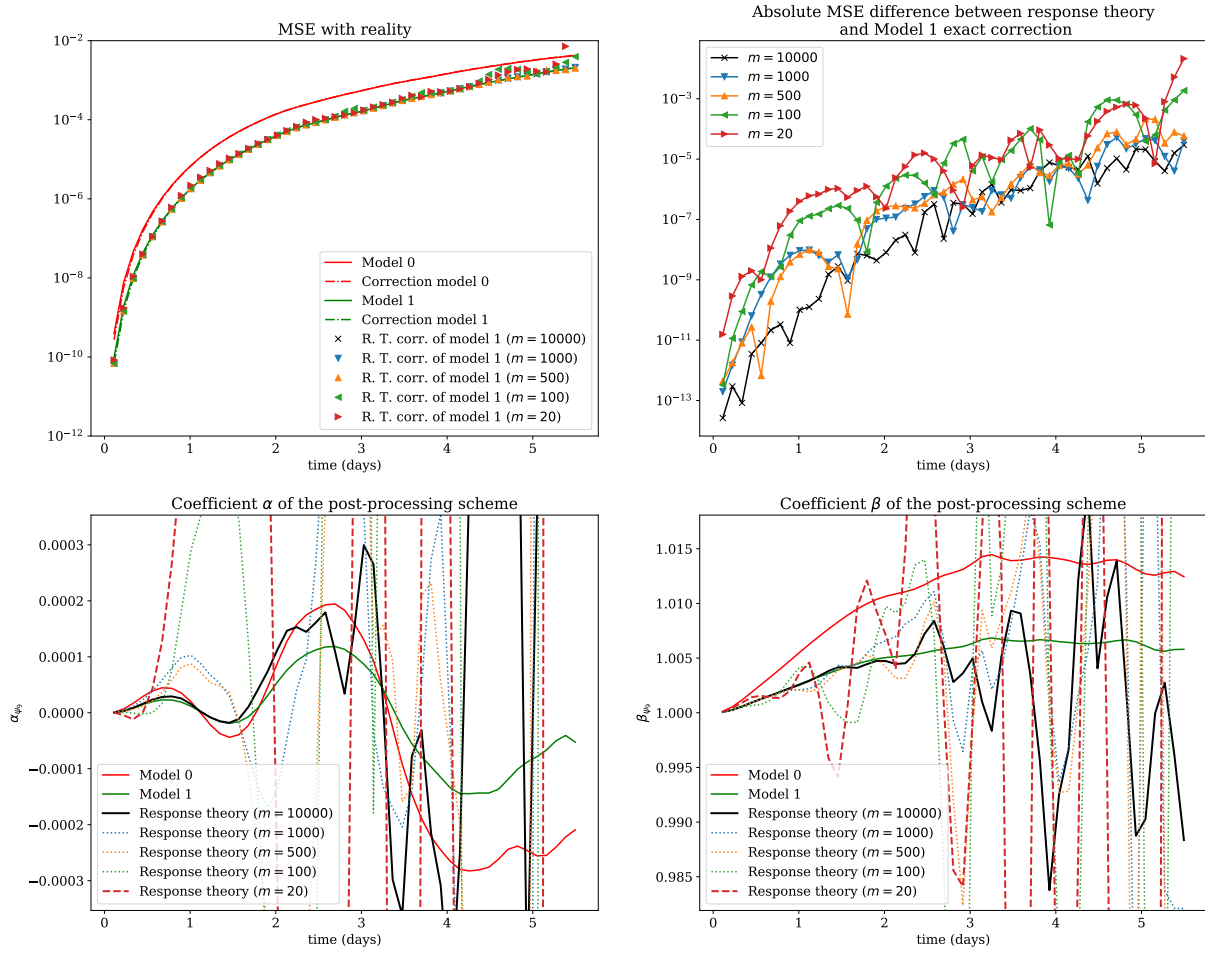 MSE with reality
10⁻²
10⁻⁴
10⁻⁶
10⁻⁸
10⁻¹⁰
10⁻¹²
0 1 2 3 4 5
time (days)
Model 0
Correction model 0
Model 1
Correction model 1
R. T. corr. of model 1 (m = 10000)
R. T. corr. of model 1 (m = 1000)
R. T. corr. of model 1 (m = 500)
R. T. corr. of model 1 (m = 100)
R. T. corr. of model 1 (m = 20)
Absolute MSE difference between response theory
and Model 1 exact correction
10⁻³
10⁻⁵
10⁻⁷
10⁻⁹
10⁻¹¹
10⁻¹³
0 1 2 3 4 5
time (days)
m = 10000
m = 1000
m = 500
m = 100
m = 20
Coefficient α of the post-processing scheme
0.0003
0.0002
0.0001
0.0000
−0.0001
−0.0002
−0.0003
0 1 2 3 4 5
time (days)
Model 0
Model 1
Response theory (m = 10000)
Response theory (m = 1000)
Response theory (m = 500)
Response theory (m = 100)
Response theory (m = 20)
Coefficient β of the post-processing scheme
1.015
1.010
1.005
1.000
0.995
0.990
0.985
0 1 2 3 4 5
time (days)
Model 0
Model 1
Response theory (m = 10000)
Response theory (m = 1000)
Response theory (m = 500)
Response theory (m = 100)
Response theory (m = 20)